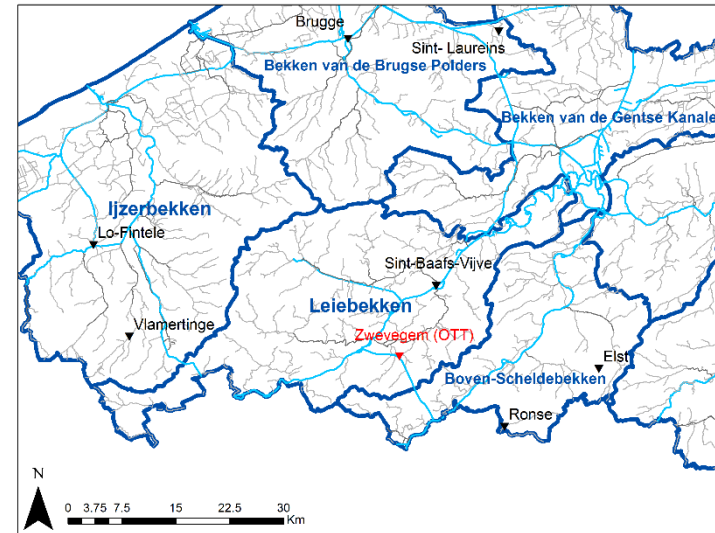 Brugge
Sint- Laureins
Bekken van de Brugse Polders
Bekken van de Gentse Kanale
Ijzerbekken
Lo-Fintele
Sint-Baafs-Vijve
Leiebekken
Vlamertinge
Zwevegem (OTT)
Elst
Boven-Scheldebekken
Ronse
N
0 3.75 7.5 15 22.5 30
Km